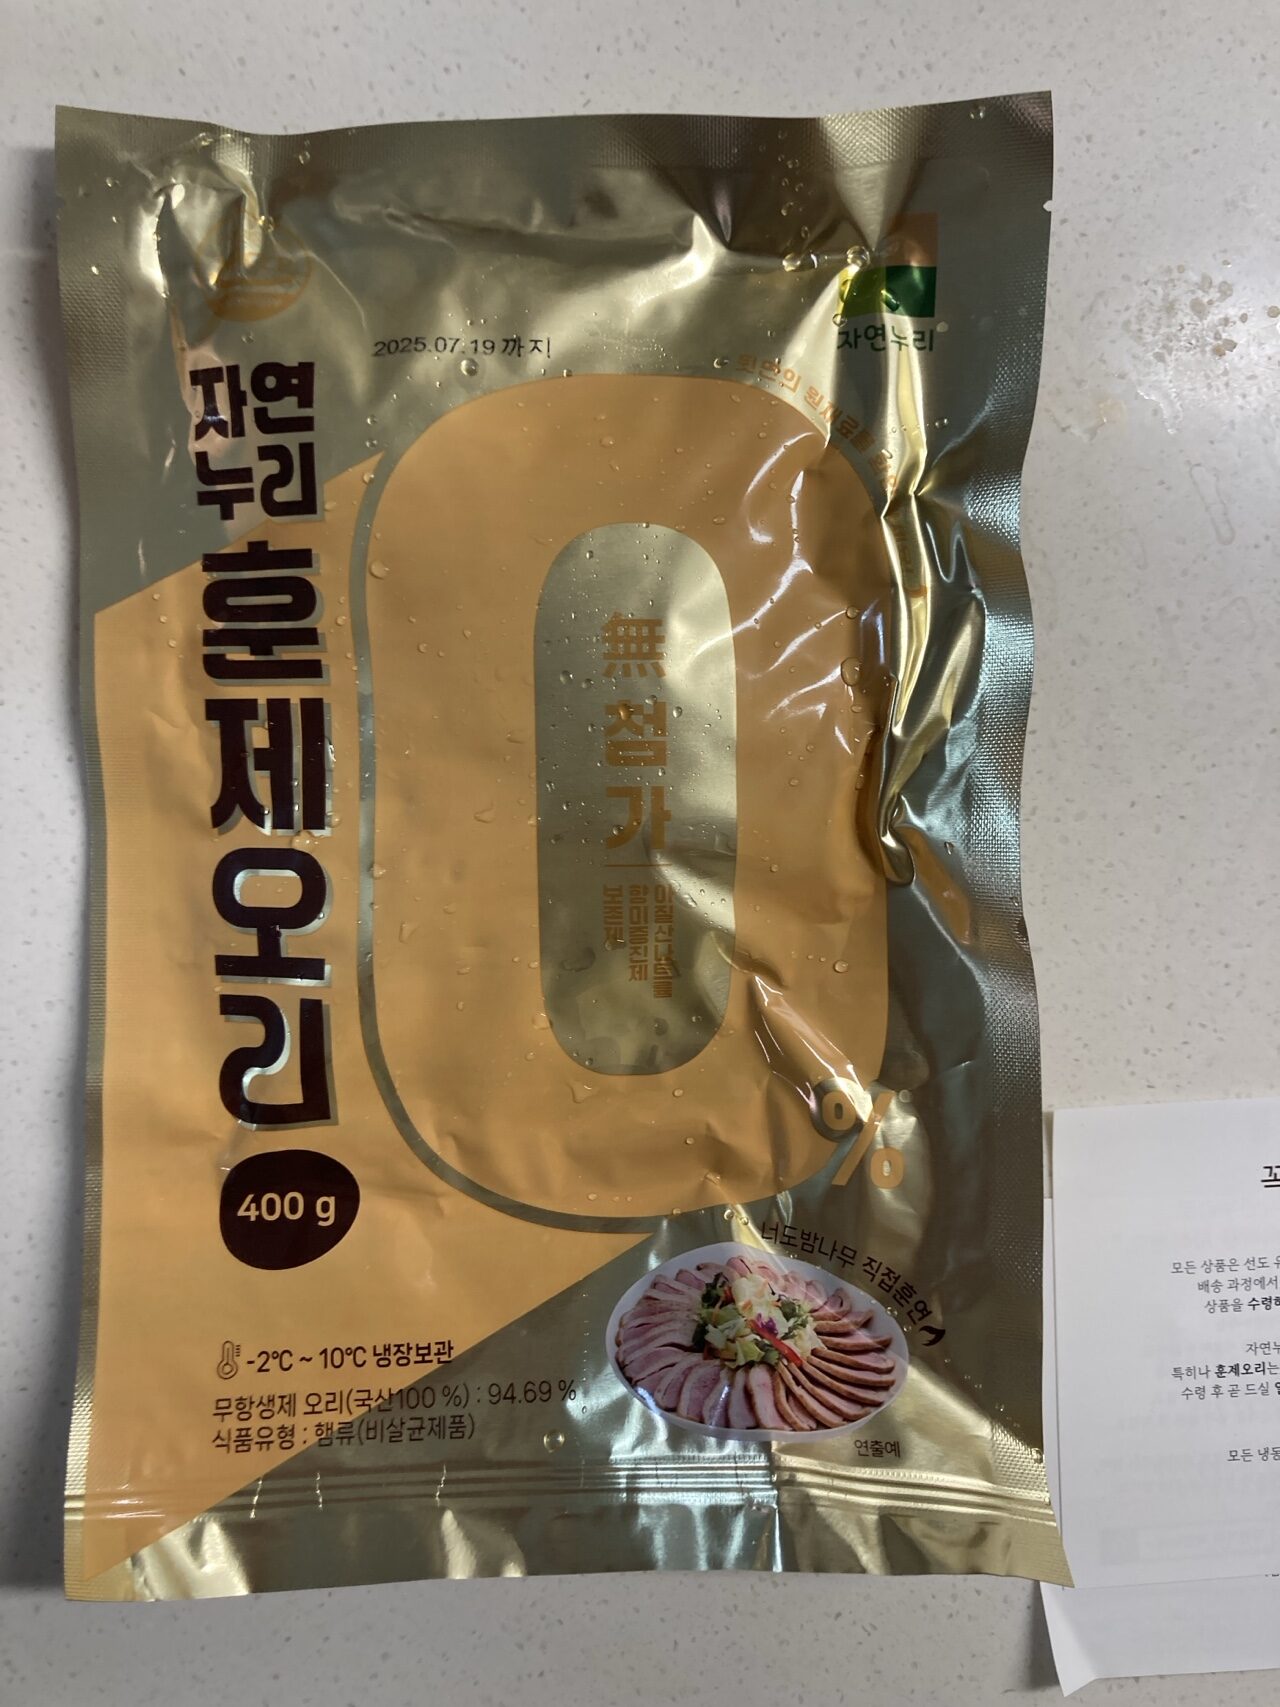 2025.07.19 까지
자연누리
자연
누리
훈제오리
無첨가
아질산나트륨
향미증진제
보존제
0
%
400 g
너도밤나무 직접훈연
-2℃ ~ 10℃ 냉장보관
무항생제 오리(국산100 %) : 94.69 %
식품유형 : 햄류(비살균제품)
연출예
꼬
모든 상품은 선도 유
배송 과정에서
상품을 수령하
자연누
특히나 훈제오리는
수령 후 곧 드실
모든 냉동